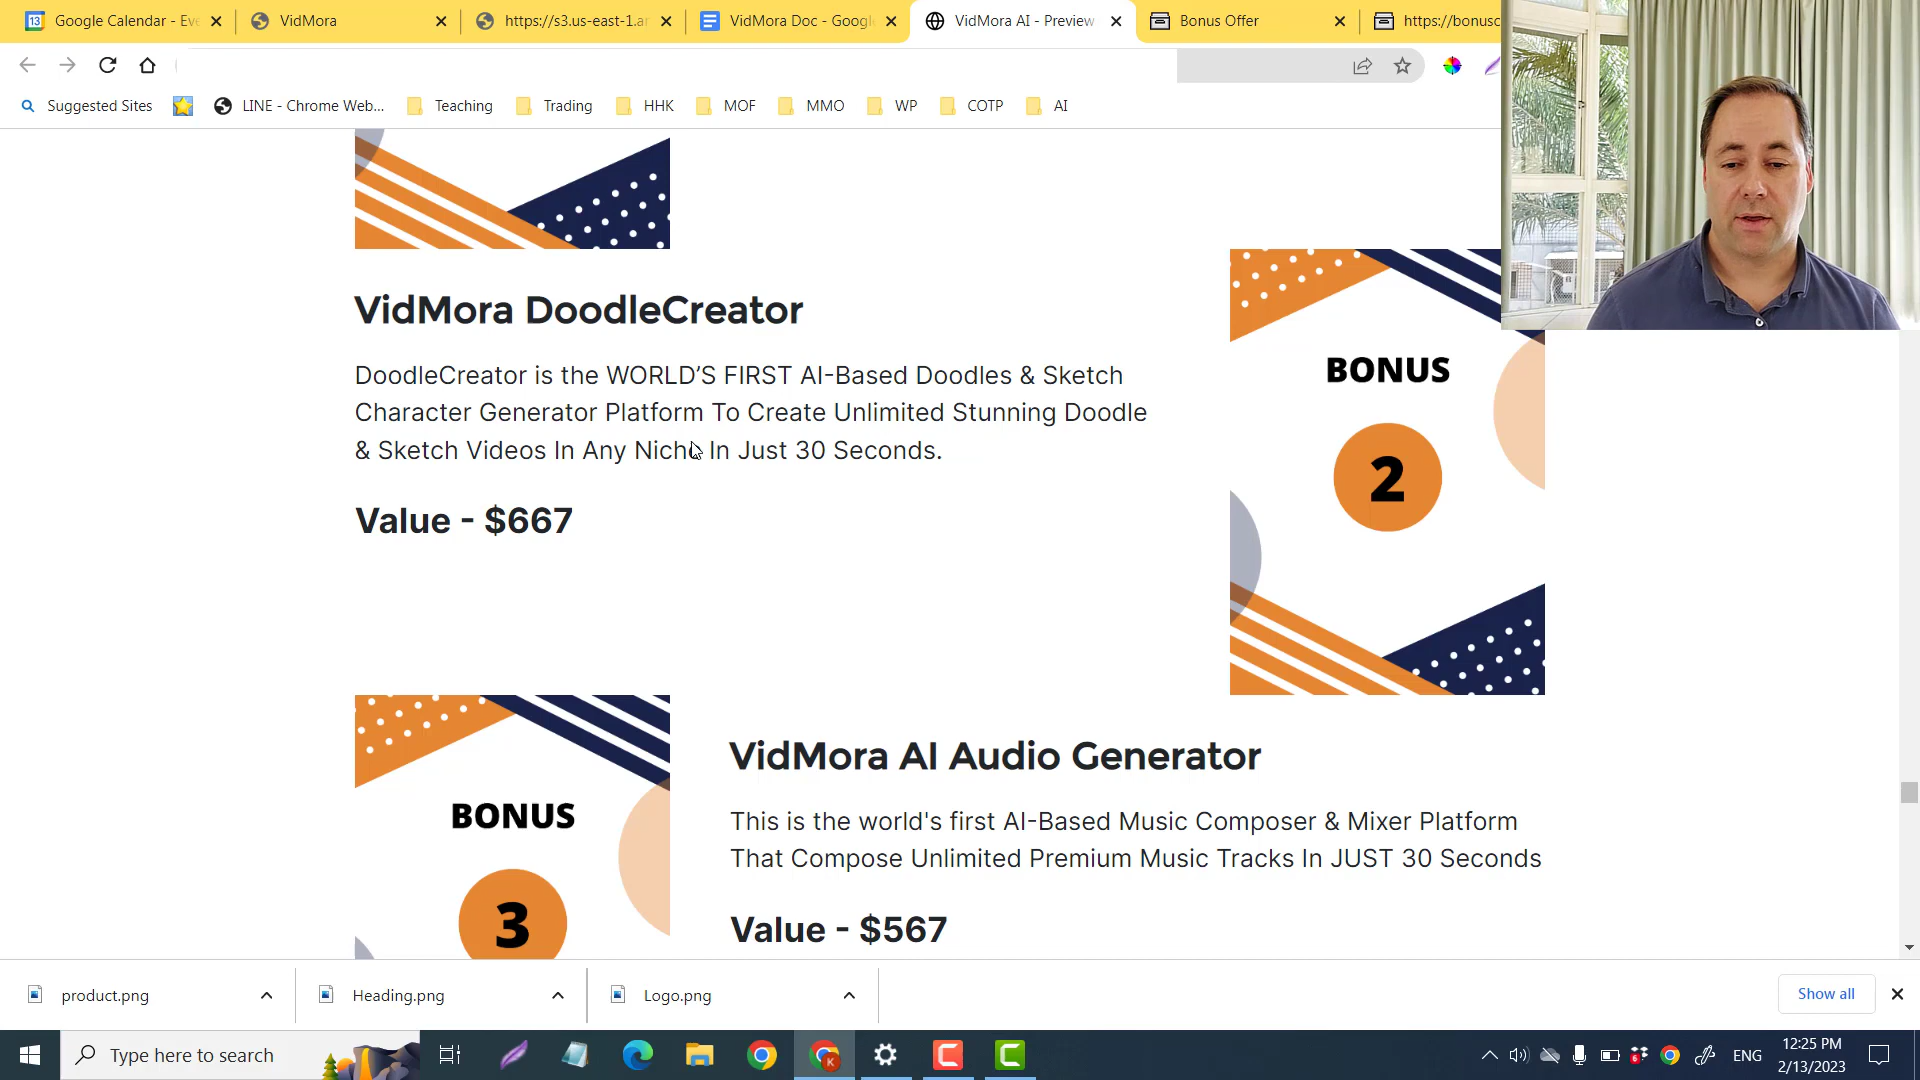 Google Calendar - Eve
VidMora
https://s3.us-east-1.ar
VidMora Doc - Google
VidMora AI - Preview
Bonus Offer
https://bonusc
Suggested Sites
LINE - Chrome Web...
Teaching
Trading
HHK
MOF
MMO
WP
COTP
AI
VidMora DoodleCreator
DoodleCreator is the WORLD'S FIRST AI-Based Doodles & Sketch
Character Generator Platform To Create Unlimited Stunning Doodle
& Sketch Videos In Any Niche In Just 30 Seconds.
Value - $667
BONUS
2
BONUS
3
VidMora AI Audio Generator
This is the world's first AI-Based Music Composer & Mixer Platform
That Compose Unlimited Premium Music Tracks In JUST 30 Seconds
Value - $567
product.png
Heading.png
Logo.png
Show all
Type here to search
ENG
12:25 PM
2/13/2023